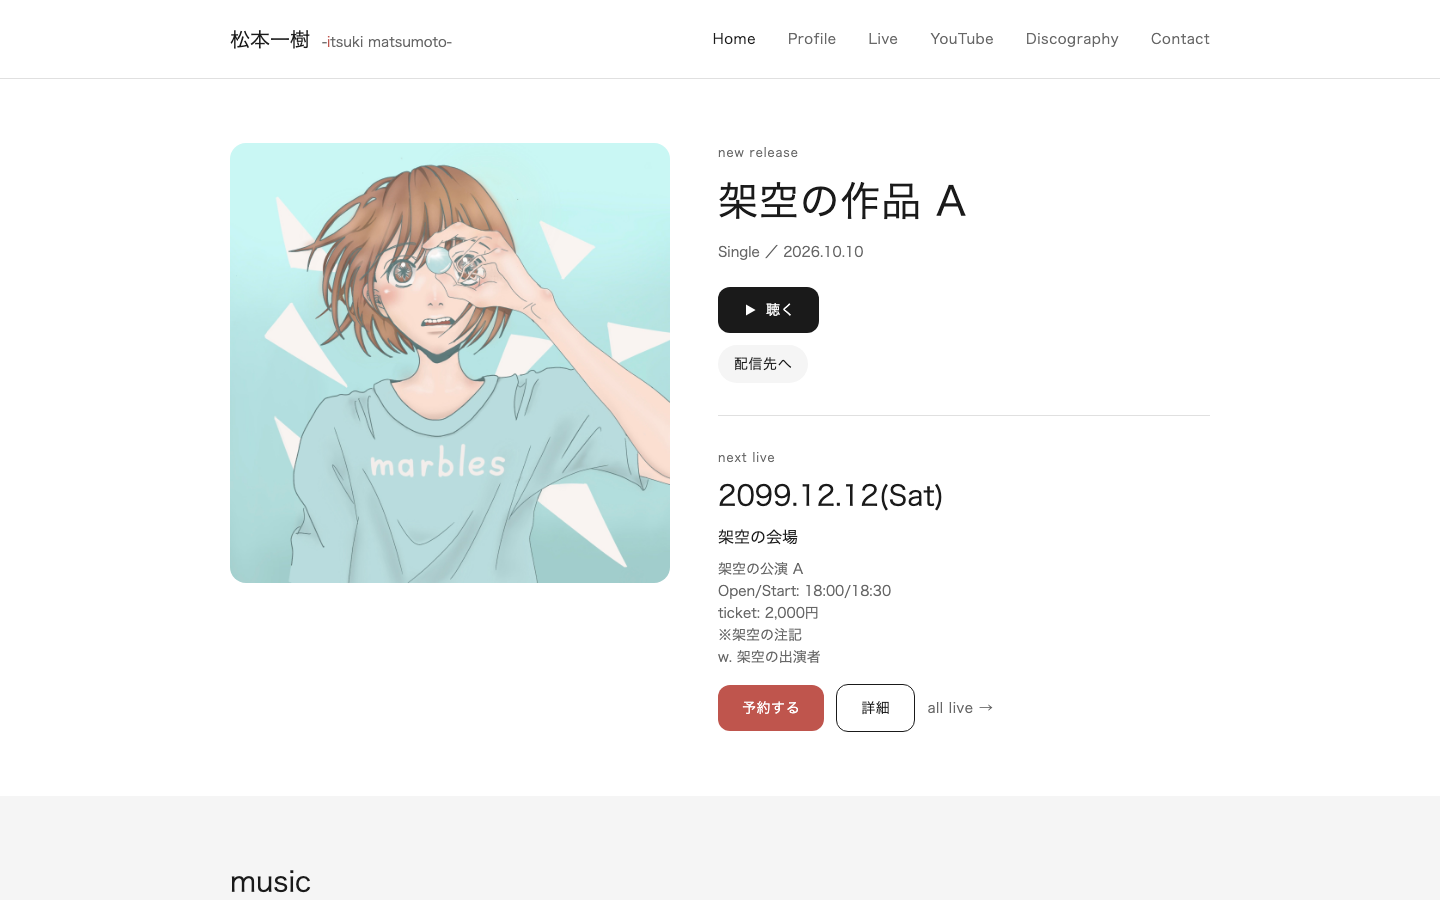 松本一樹 -itsuki matsumoto-
Home Profile Live YouTube Discography Contact
marbles
new release
架空の作品 A
Single ／ 2026.10.10
▶ 聴く
配信先へ
next live
2099.12.12(Sat)
架空の会場
架空の公演 A
Open/Start: 18:00/18:30
ticket: 2,000円
※架空の注記
w. 架空の出演者
予約する 詳細 all live →
music